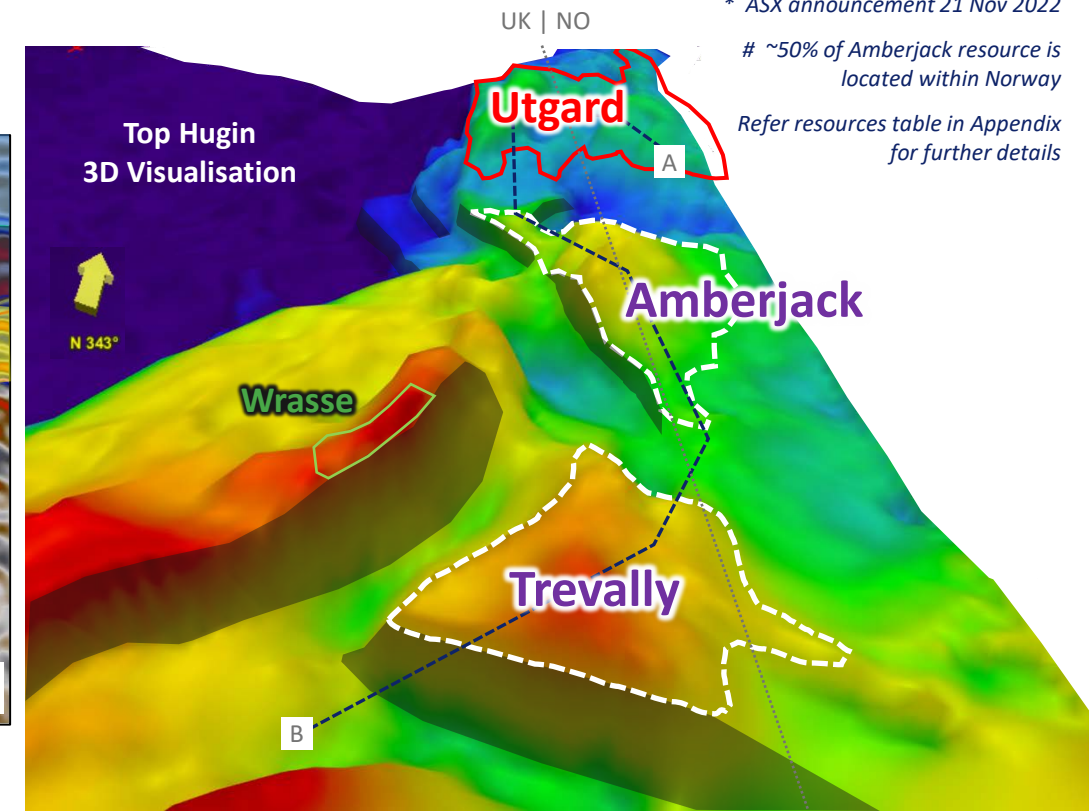 UK | NO
* ASX announcement 21 Nov 2022
# ~50% of Amberjack resource is
located within Norway
Refer resources table in Appendix
for further details
Top Hugin
3D Visualisation
Utgard
A
N 343°
Amberjack
Wrasse
Trevally
B